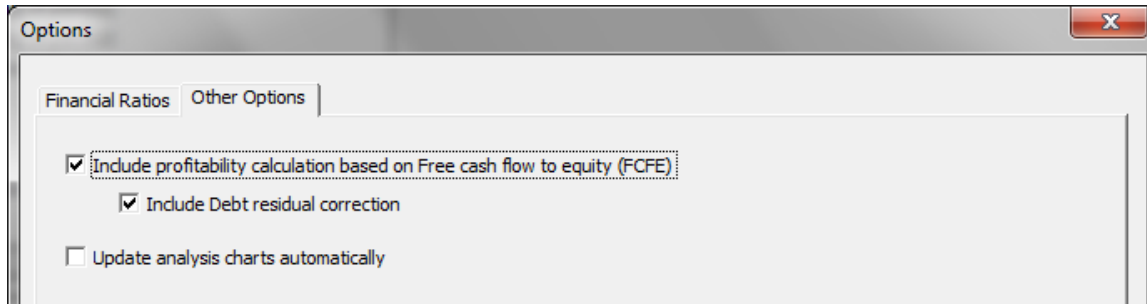 Options
Financial Ratios Other Options
Include profitability calculation based on Free cash flow to equity (FCFE)
Include Debt residual correction
Update analysis charts automatically